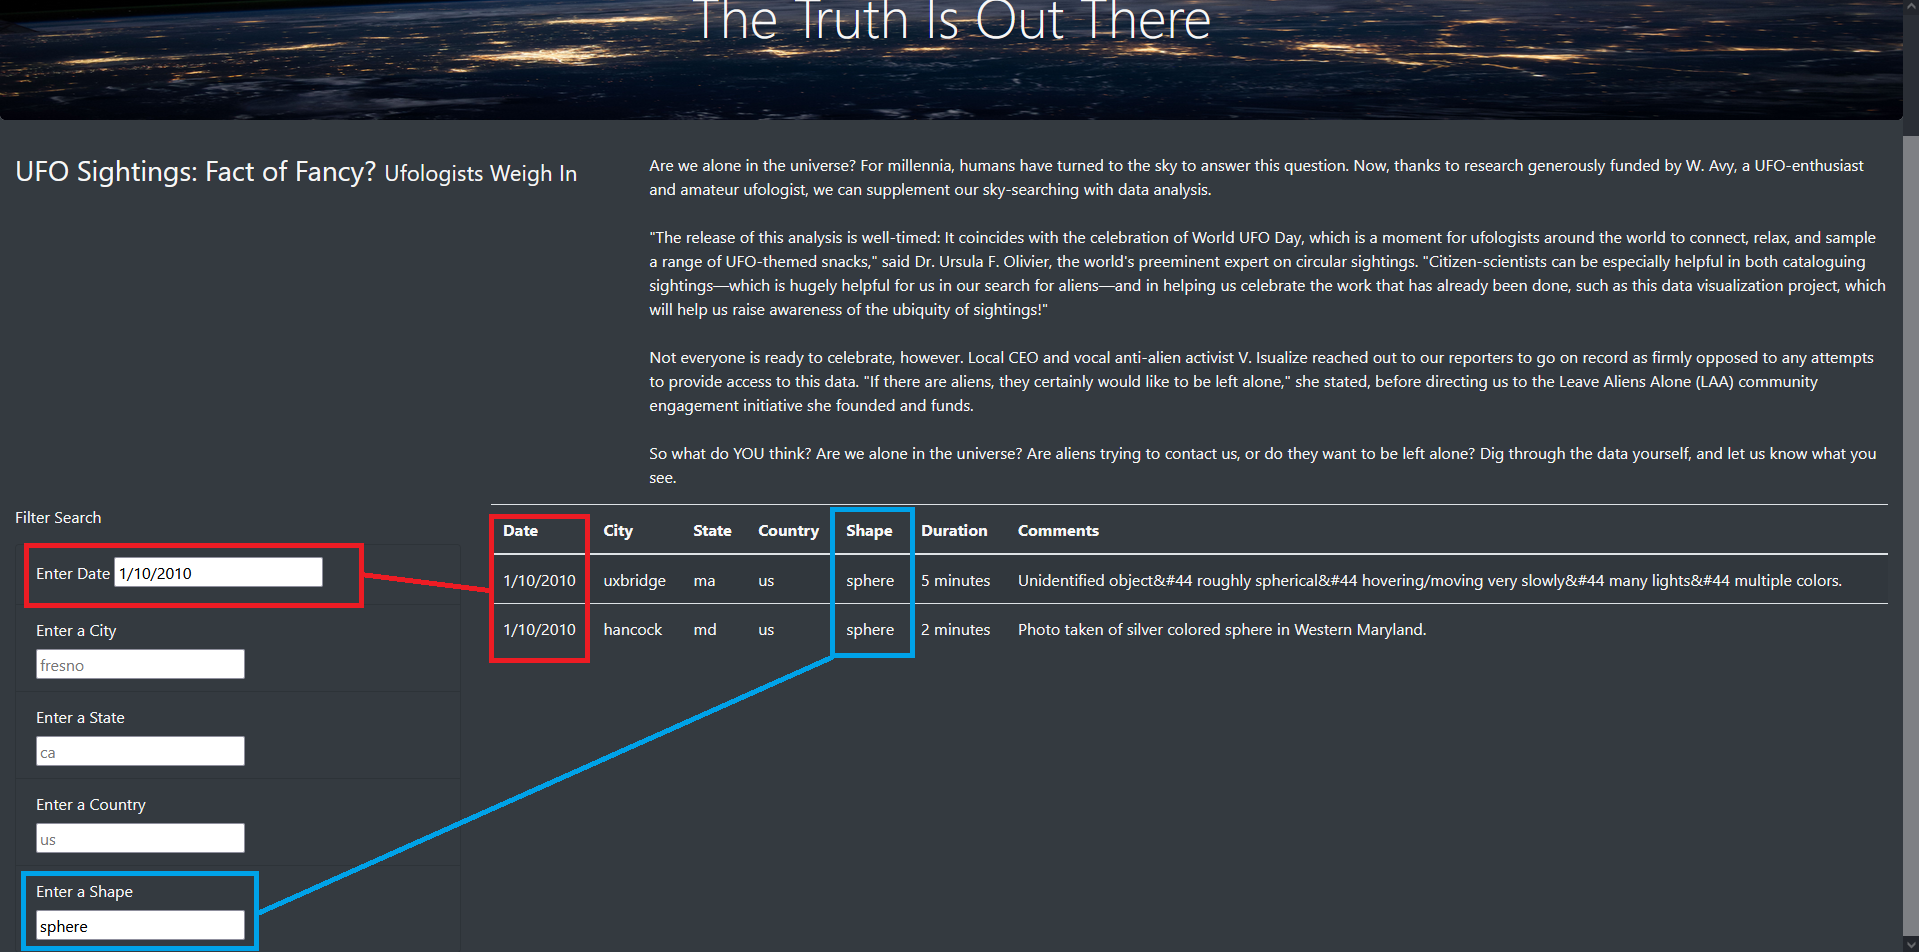 The Truth Is Out There
UFO Sightings: Fact of Fancy? Ufologists Weigh In
Are we alone in the universe? For millennia, humans have turned to the sky to answer this question. Now, thanks to research generously funded by W. Avy, a UFO-enthusiast
and amateur ufologist, we can supplement our sky-searching with data analysis.
"The release of this analysis is well-timed: It coincides with the celebration of World UFO Day, which is a moment for ufologists around the world to connect, relax, and sample
a range of UFO-themed snacks," said Dr. Ursula F. Olivier, the world's preeminent expert on circular sightings. "Citizen-scientists can be especially helpful in both cataloguing
sightings—which is hugely helpful for us in our search for aliens—and in helping us celebrate the work that has already been done, such as this data visualization project, which
will help us raise awareness of the ubiquity of sightings!"
Not everyone is ready to celebrate, however. Local CEO and vocal anti-alien activist V. Isualize reached out to our reporters to go on record as firmly opposed to any attempts
to provide access to this data. "If there are aliens, they certainly would like to be left alone," she stated, before directing us to the Leave Aliens Alone (LAA) community
engagement initiative she founded and funds.
So what do YOU think? Are we alone in the universe? Are aliens trying to contact us, or do they want to be left alone? Dig through the data yourself, and let us know what you
see.
Filter Search
Enter Date 1/10/2010
Enter a City
fresno
Enter a State
ca
Enter a Country
us
Enter a Shape
sphere
Date City State Country Shape Duration Comments
1/10/2010 uxbridge ma us sphere 5 minutes Unidentified object&#44 roughly spherical&#44 hovering/moving very slowly&#44 many lights&#44 multiple colors.
1/10/2010 hancock md us sphere 2 minutes Photo taken of silver colored sphere in Western Maryland.